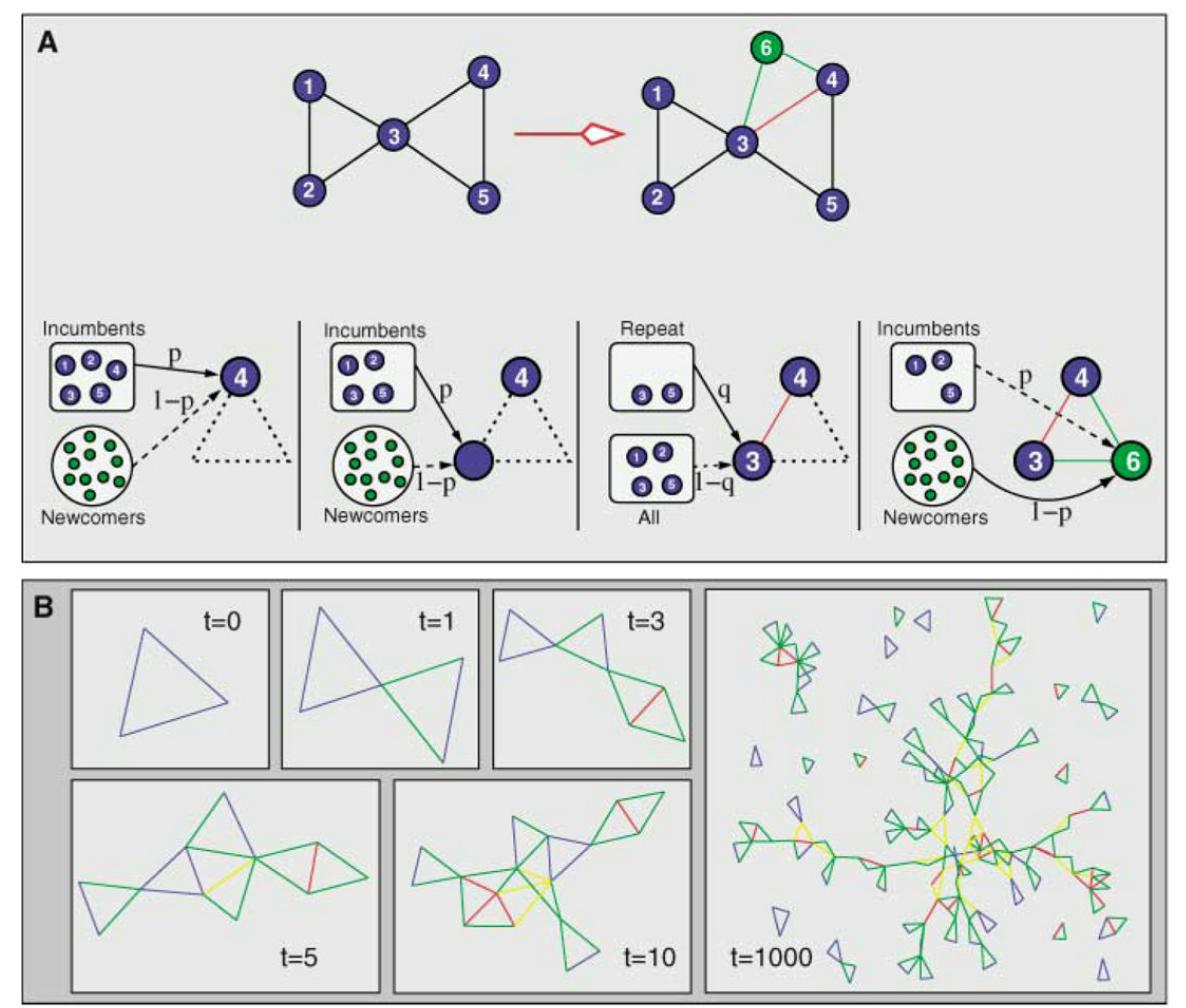 A
6
1
4
4
1
3
3
2
5
2
5
Incumbents
Incumbents
Repeat
Incumbents
1 2 4
3 5
p
4
1-p
Newcomers
1 2
3 5
p
4
1-p
Newcomers
3 5
q
4
1 2
3 5
3
1-q
All
1 2
5
p
4
3
6
1-p
Newcomers
B
t=0
t=1
t=3
t=5
t=10
t=1000